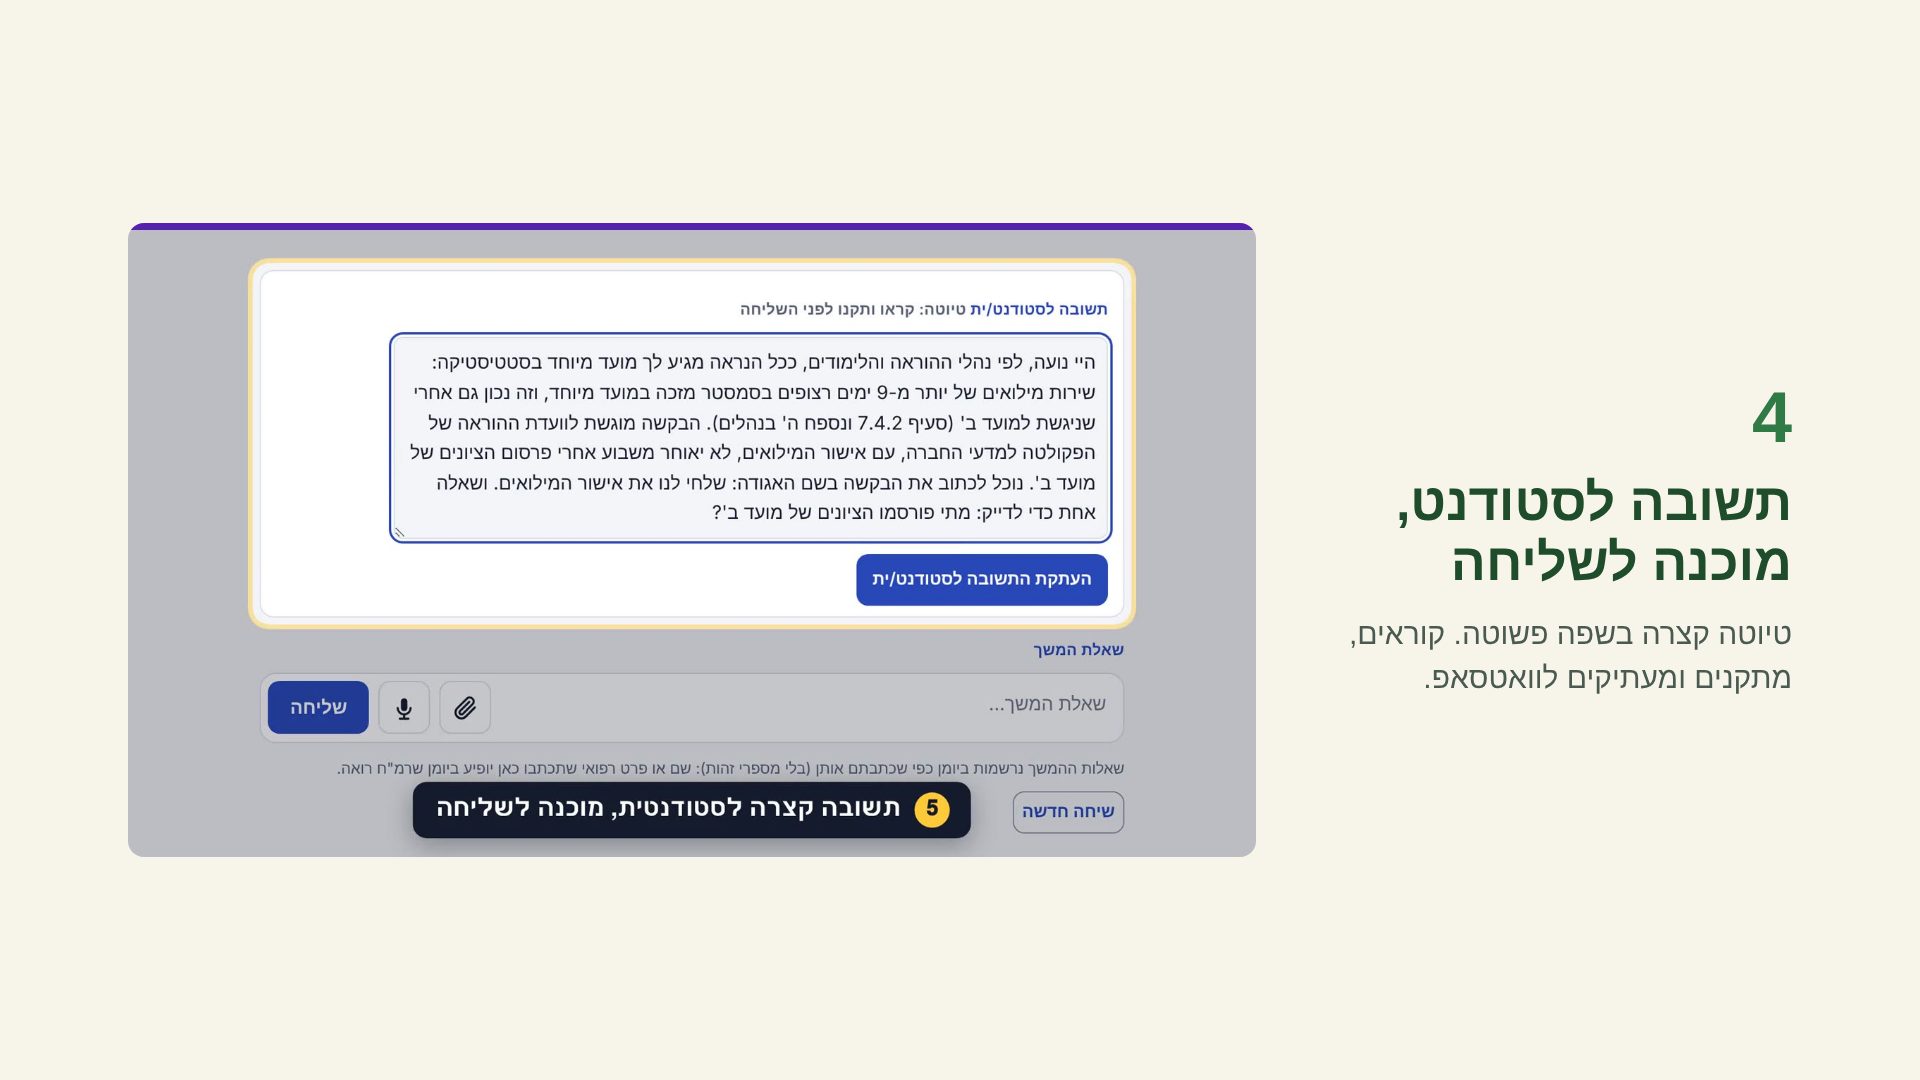 4
תשובה לסטודנט,
מוכנה לשליחה
טיוטה קצרה בשפה פשוטה. קוראים,
מתקנים ומעתיקים לוואטסאפ.
תשובה לסטודנט/ית טיוטה: קראו ותקנו לפני השליחה
היי נועה, לפי נהלי ההוראה והלימודים, ככל הנראה מגיע לך מועד מיוחד בסטטיסטיקה:
שירות מילואים של יותר מ-9 ימים רצופים בסמסטר מזכה במועד מיוחד, וזה נכון גם אחרי
שניגשת למועד ב' (סעיף 7.4.2 ונספח ה' בנהלים). הבקשה מוגשת לוועדת ההוראה של
הפקולטה למדעי החברה, עם אישור המילואים, לא יאוחר משבוע אחרי פרסום הציונים של
מועד ב'. נוכל לכתוב את הבקשה בשם האגודה: שלחי לנו את אישור המילואים. ושאלה
אחת כדי לדייק: מתי פורסמו הציונים של מועד ב'?
העתקת התשובה לסטודנט/ית
שאלת המשך
שאלת המשך...
שליחה
שאלות ההמשך נרשמות ביומן כפי שכתבתם אותן (בלי מספרי זהות): שם או פרט רפואי שתכתבו כאן יופיע ביומן שרמ"ח רואה.
שיחה חדשה
5 תשובה קצרה לסטודנטית, מוכנה לשליחה